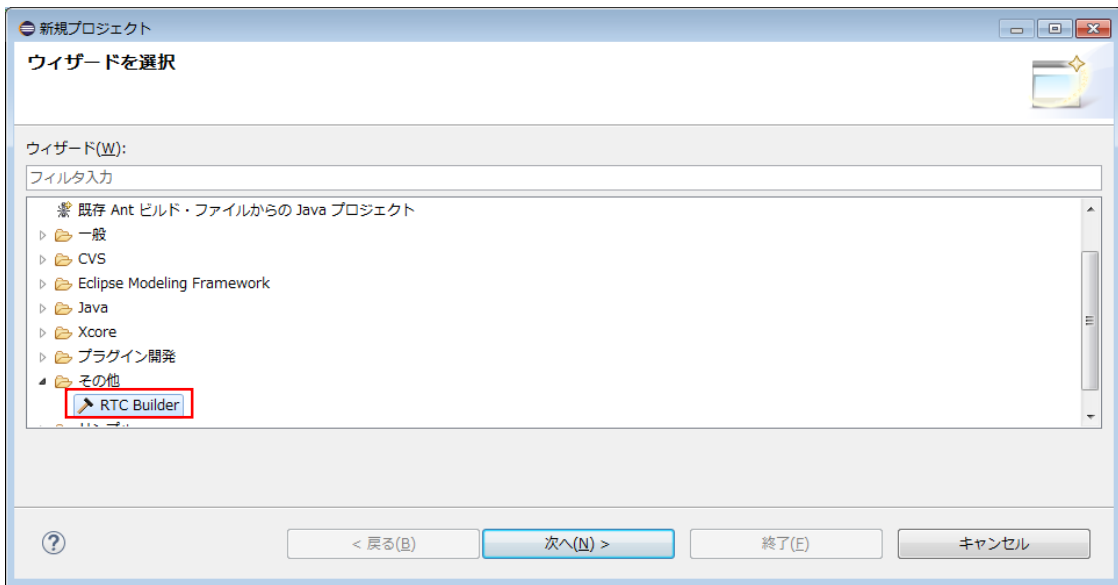 新規プロジェクト
ウィザードを選択
ウィザード(W):
フィルタ入力
既存 Ant ビルド・ファイルからの Java プロジェクト
一般
CVS
Eclipse Modeling Framework
Java
Xcore
プラグイン開発
その他
RTC Builder
< 戻る(B) 次へ(N) > 終了(F) キャンセル